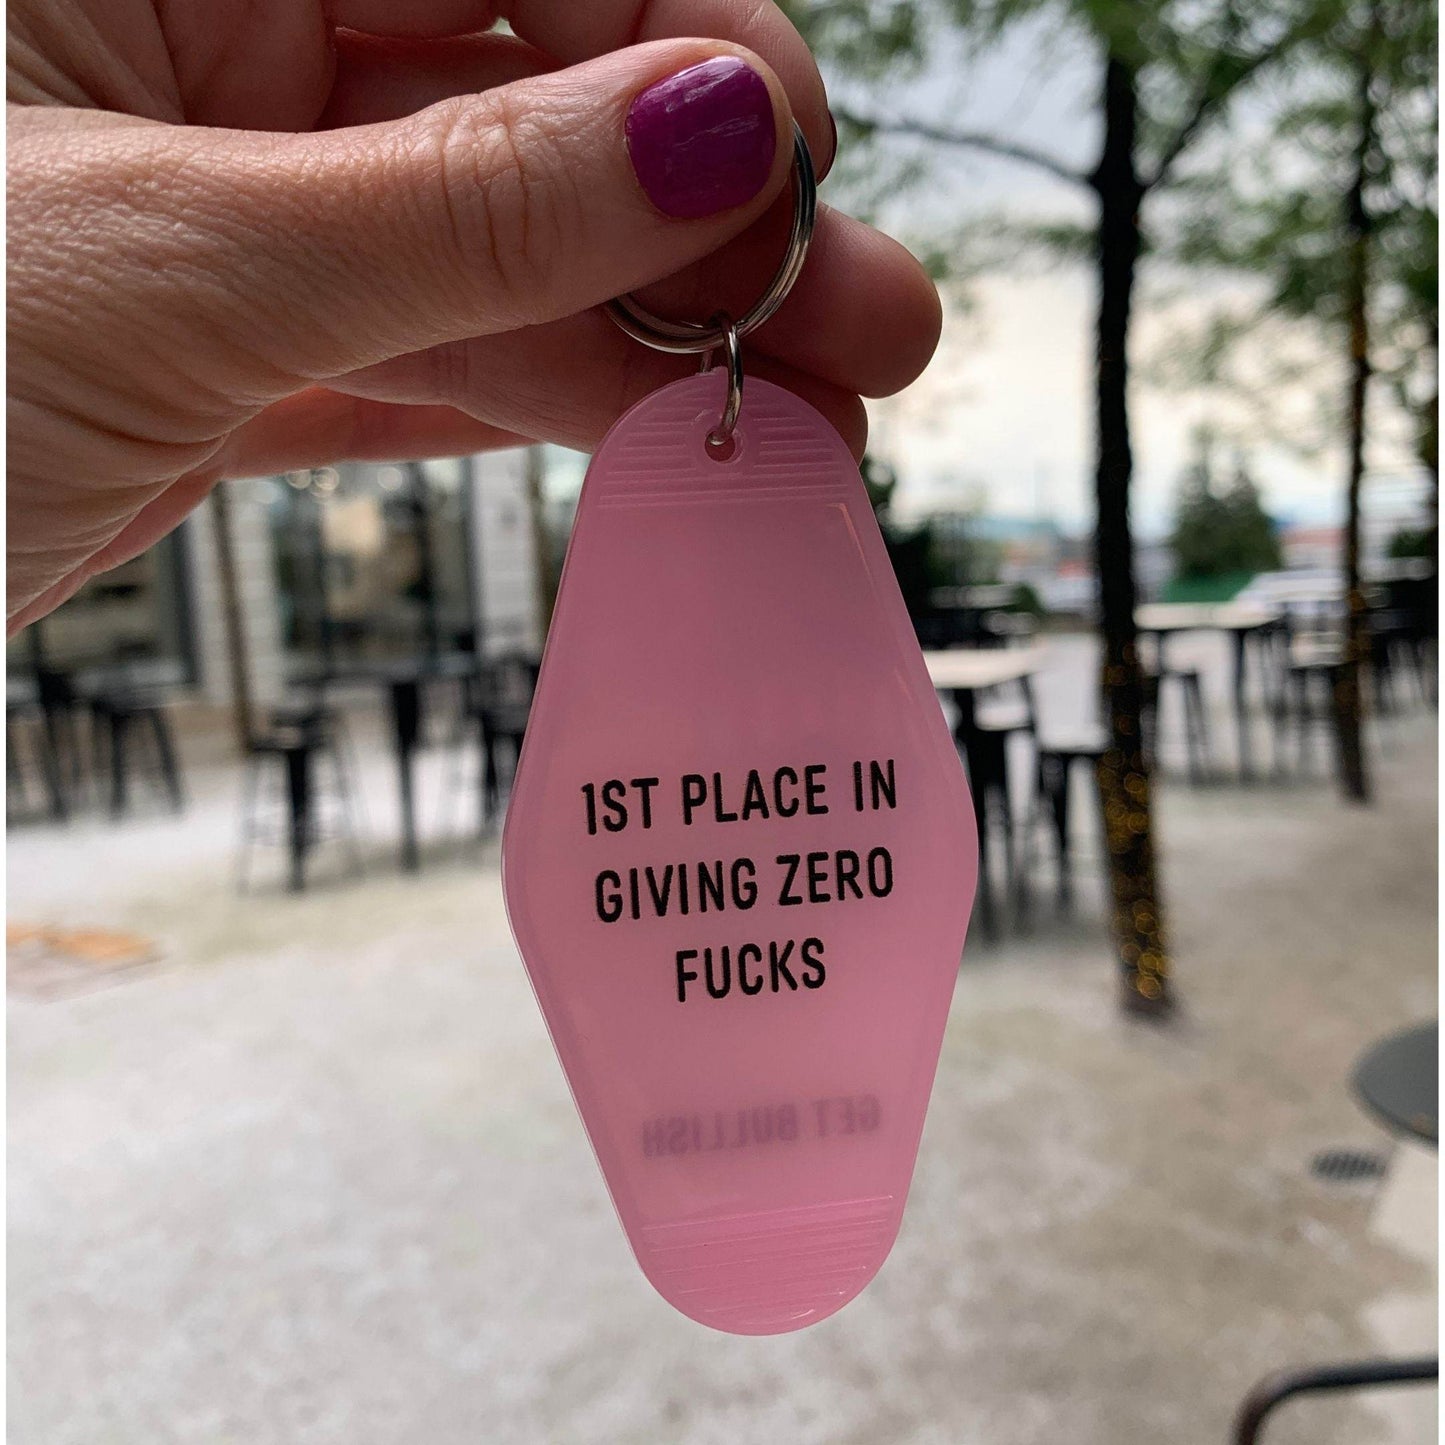 1ST PLACE IN
GIVING ZERO
FUCKS
GET BULLISH